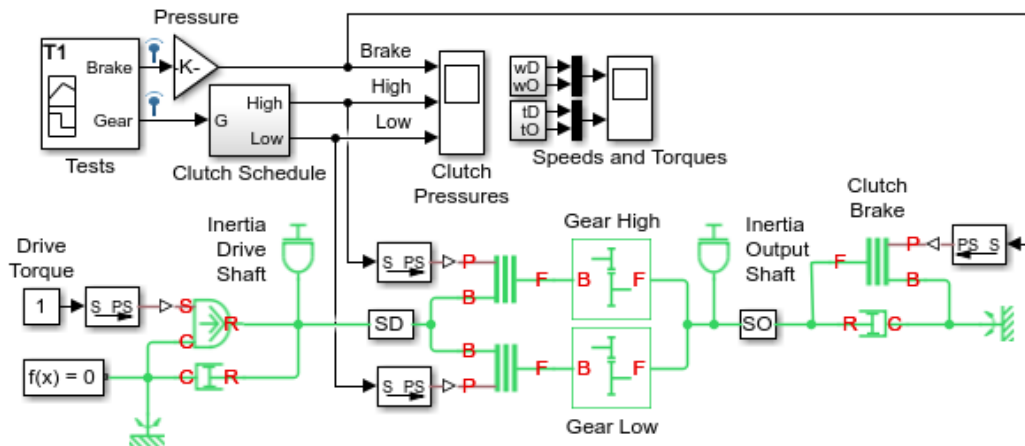 Pressure
T1
Brake
Gear
Tests
-K-
Brake
High
Low
G
High
Low
Clutch Schedule
Clutch
Pressures
wD
wO
tD
tO
Speeds and Torques
Drive
Torque
1
S PS
S
C
R
f(x) = 0
C
R
Inertia
Drive
Shaft
SD
S PS
P
B
F
B
P
F
S PS
Gear High
B
F
B
F
Gear Low
Inertia
Output
Shaft
SO
Clutch
Brake
F
P
B
PS S
R
C